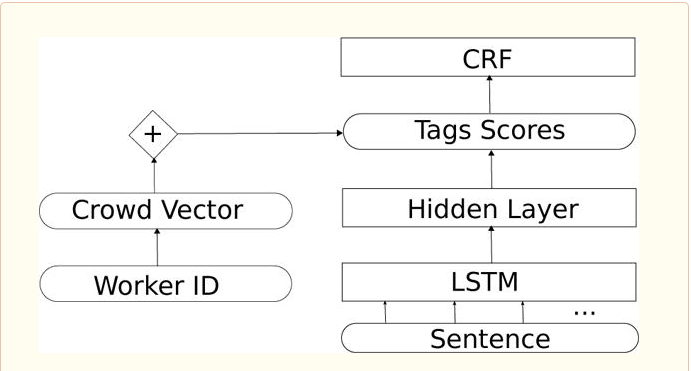 CRF
+
Tags Scores
Crowd Vector
Hidden Layer
Worker ID
LSTM
...
Sentence